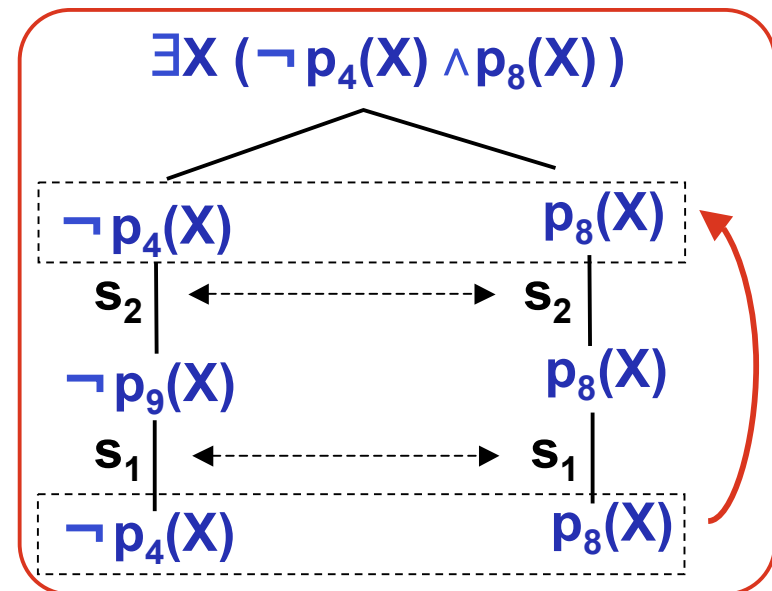 ∃X (¬p₄(X) ∧ p₈(X))
¬p₄(X) p₈(X)
s₂ s₂
¬p₉(X) p₈(X)
s₁ s₁
¬p₄(X) p₈(X)